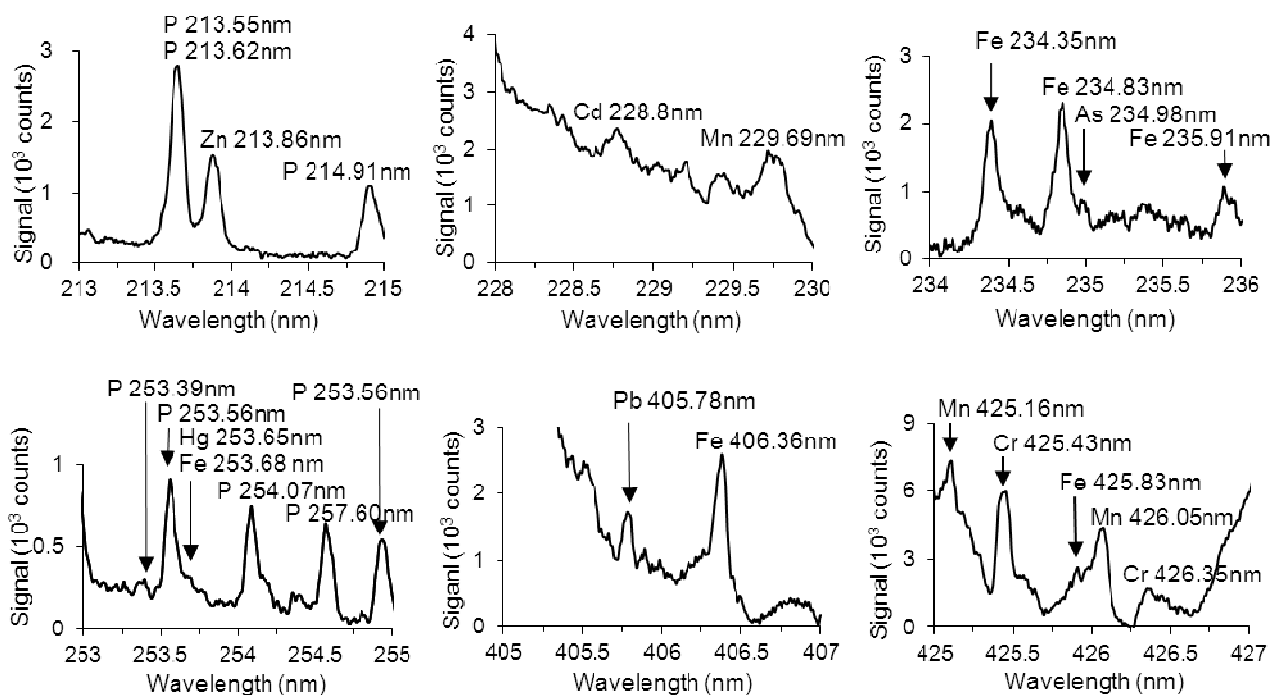 P 213.55nm
P 213.62nm
Zn 213.86nm
P 214.91nm
Signal (10³ counts)
3
2
1
0
213
213.5
214
214.5
215
Wavelength (nm)
Cd 228.8nm
Mn 229.69nm
Signal (10³ counts)
4
3
2
1
0
228
228.5
229
229.5
230
Wavelength (nm)
Fe 234.35nm
Fe 234.83nm
As 234.98nm
Fe 235.91nm
Signal (10³ counts)
3
2
1
0
234
234.5
235
235.5
236
Wavelength (nm)
P 253.39nm
P 253.56nm
P 253.56nm
Hg 253.65nm
Fe 253.68 nm
P 254.07nm
P 257.60nm
Signal (10³ counts)
1
0.5
0
253
253.5
254
254.5
255
Wavelength (nm)
Pb 405.78nm
Fe 406.36nm
Siganl (10³ counts)
3
2
1
0
405
405.5
406
406.5
407
Wavelength (nm)
Mn 425.16nm
Cr 425.43nm
Fe 425.83nm
Mn 426.05nm
Cr 426.35nm
Signal (10³ counts)
9
6
3
0
425
425.5
426
426.5
427
Wavelength (nm)